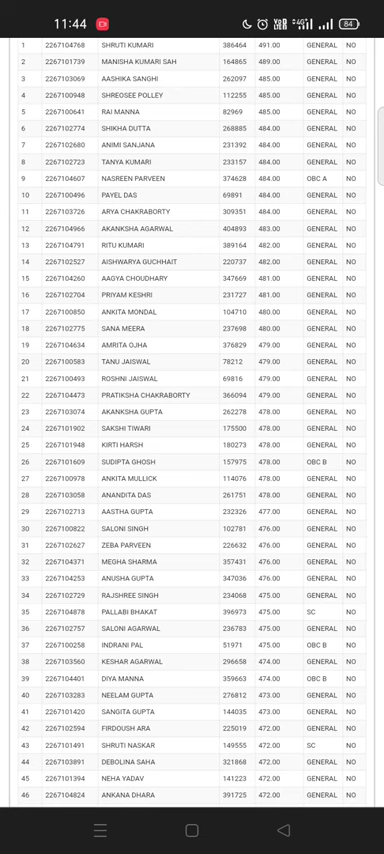 11:44 84
1 2267104768 SHRUTI KUMARI 386464 491.00 GENERAL NO
2 2267101739 MANISHA KUMARI SAH 164865 489.00 GENERAL NO
3 2267103069 AASHIKA SANGHI 262097 485.00 GENERAL NO
4 2267100948 SHREOSEE POLLEY 112255 485.00 GENERAL NO
5 2267100641 RAI MANNA 82969 485.00 GENERAL NO
6 2267102774 SHIKHA DUTTA 268885 484.00 GENERAL NO
7 2267102680 ANIMI SANJANA 231392 484.00 GENERAL NO
8 2267102723 TANYA KUMARI 233157 484.00 GENERAL NO
9 2267104607 NASREEN PARVEEN 374628 484.00 OBC A NO
10 2267100496 PAYEL DAS 69891 484.00 GENERAL NO
11 2267103726 ARYA CHAKRABORTY 309351 484.00 GENERAL NO
12 2267104966 AKANKSHA AGARWAL 404893 483.00 GENERAL NO
13 2267104791 RITU KUMARI 389164 482.00 GENERAL NO
14 2267102527 AISHWARYA GUCHHAIT 220737 482.00 GENERAL NO
15 2267104260 AAGYA CHOUDHARY 347669 481.00 GENERAL NO
16 2267102704 PRIYAM KESHRI 231727 481.00 GENERAL NO
17 2267100850 ANKITA MONDAL 104710 480.00 GENERAL NO
18 2267102775 SANA MEERA 237698 480.00 GENERAL NO
19 2267104634 AMRITA OJHA 376829 479.00 GENERAL NO
20 2267100583 TANU JAISWAL 78212 479.00 GENERAL NO
21 2267100493 ROSHNI JAISWAL 69816 479.00 GENERAL NO
22 2267104473 PRATIKSHA CHAKRABORTY 366094 479.00 GENERAL NO
23 2267103074 AKANKSHA GUPTA 262278 478.00 GENERAL NO
24 2267101902 SAKSHI TIWARI 175500 478.00 GENERAL NO
25 2267101948 KIRTI HARSH 180273 478.00 GENERAL NO
26 2267101609 SUDIPTA GHOSH 157975 478.00 OBC B NO
27 2267100978 ANKITA MULLICK 114076 478.00 GENERAL NO
28 2267103058 ANANDITA DAS 261751 478.00 GENERAL NO
29 2267102713 AASTHA GUPTA 232326 477.00 GENERAL NO
30 2267100822 SALONI SINGH 102781 476.00 GENERAL NO
31 2267102627 ZEBA PARVEEN 226632 476.00 GENERAL NO
32 2267104371 MEGHA SHARMA 357431 476.00 GENERAL NO
33 2267104253 ANUSHA GUPTA 347036 476.00 GENERAL NO
34 2267102729 RAJSHREE SINGH 234068 475.00 GENERAL NO
35 2267104878 PALLABI BHAKAT 396973 475.00 SC NO
36 2267102757 SALONI AGARWAL 236783 475.00 GENERAL NO
37 2267100258 INDRANI PAL 51971 475.00 OBC B NO
38 2267103560 KESHAR AGARWAL 296658 474.00 GENERAL NO
39 2267104401 DIYA MANNA 359663 474.00 OBC B NO
40 2267103283 NEELAM GUPTA 276812 473.00 GENERAL NO
41 2267101420 SANGITA GUPTA 144035 473.00 GENERAL NO
42 2267102594 FIRDOUSH ARA 225019 472.00 GENERAL NO
43 2267101491 SHRUTI NASKAR 149555 472.00 SC NO
44 2267103891 DEBOLINA SAHA 321868 472.00 GENERAL NO
45 2267101394 NEHA YADAV 141223 472.00 GENERAL NO
46 2267104824 ANKANA DHARA 391725 472.00 GENERAL NO